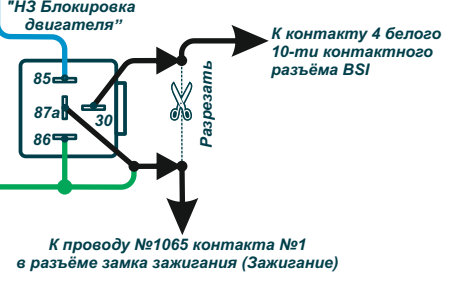 "НЗ Блокировка
двигателя”
К контакту 4 белого
10-ти контактного
разъёма BSI
85
87а
30
86
Разрезать
К проводу №1065 контакта №1
в разъёме замка зажигания (Зажигание)